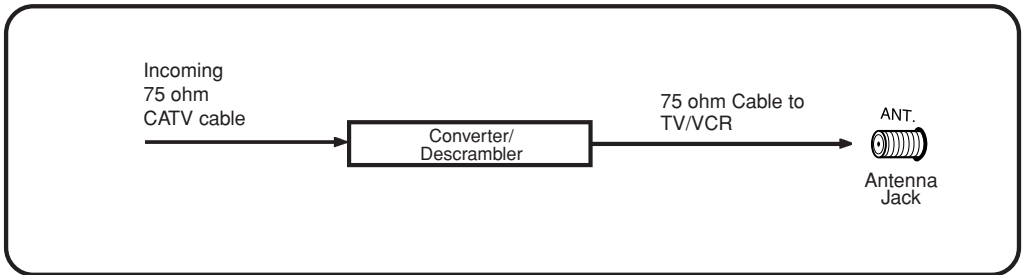 Incoming
75 ohm
CATV cable
Converter/
Descrambler
75 ohm Cable to
TV/VCR
ANT.
Antenna
Jack